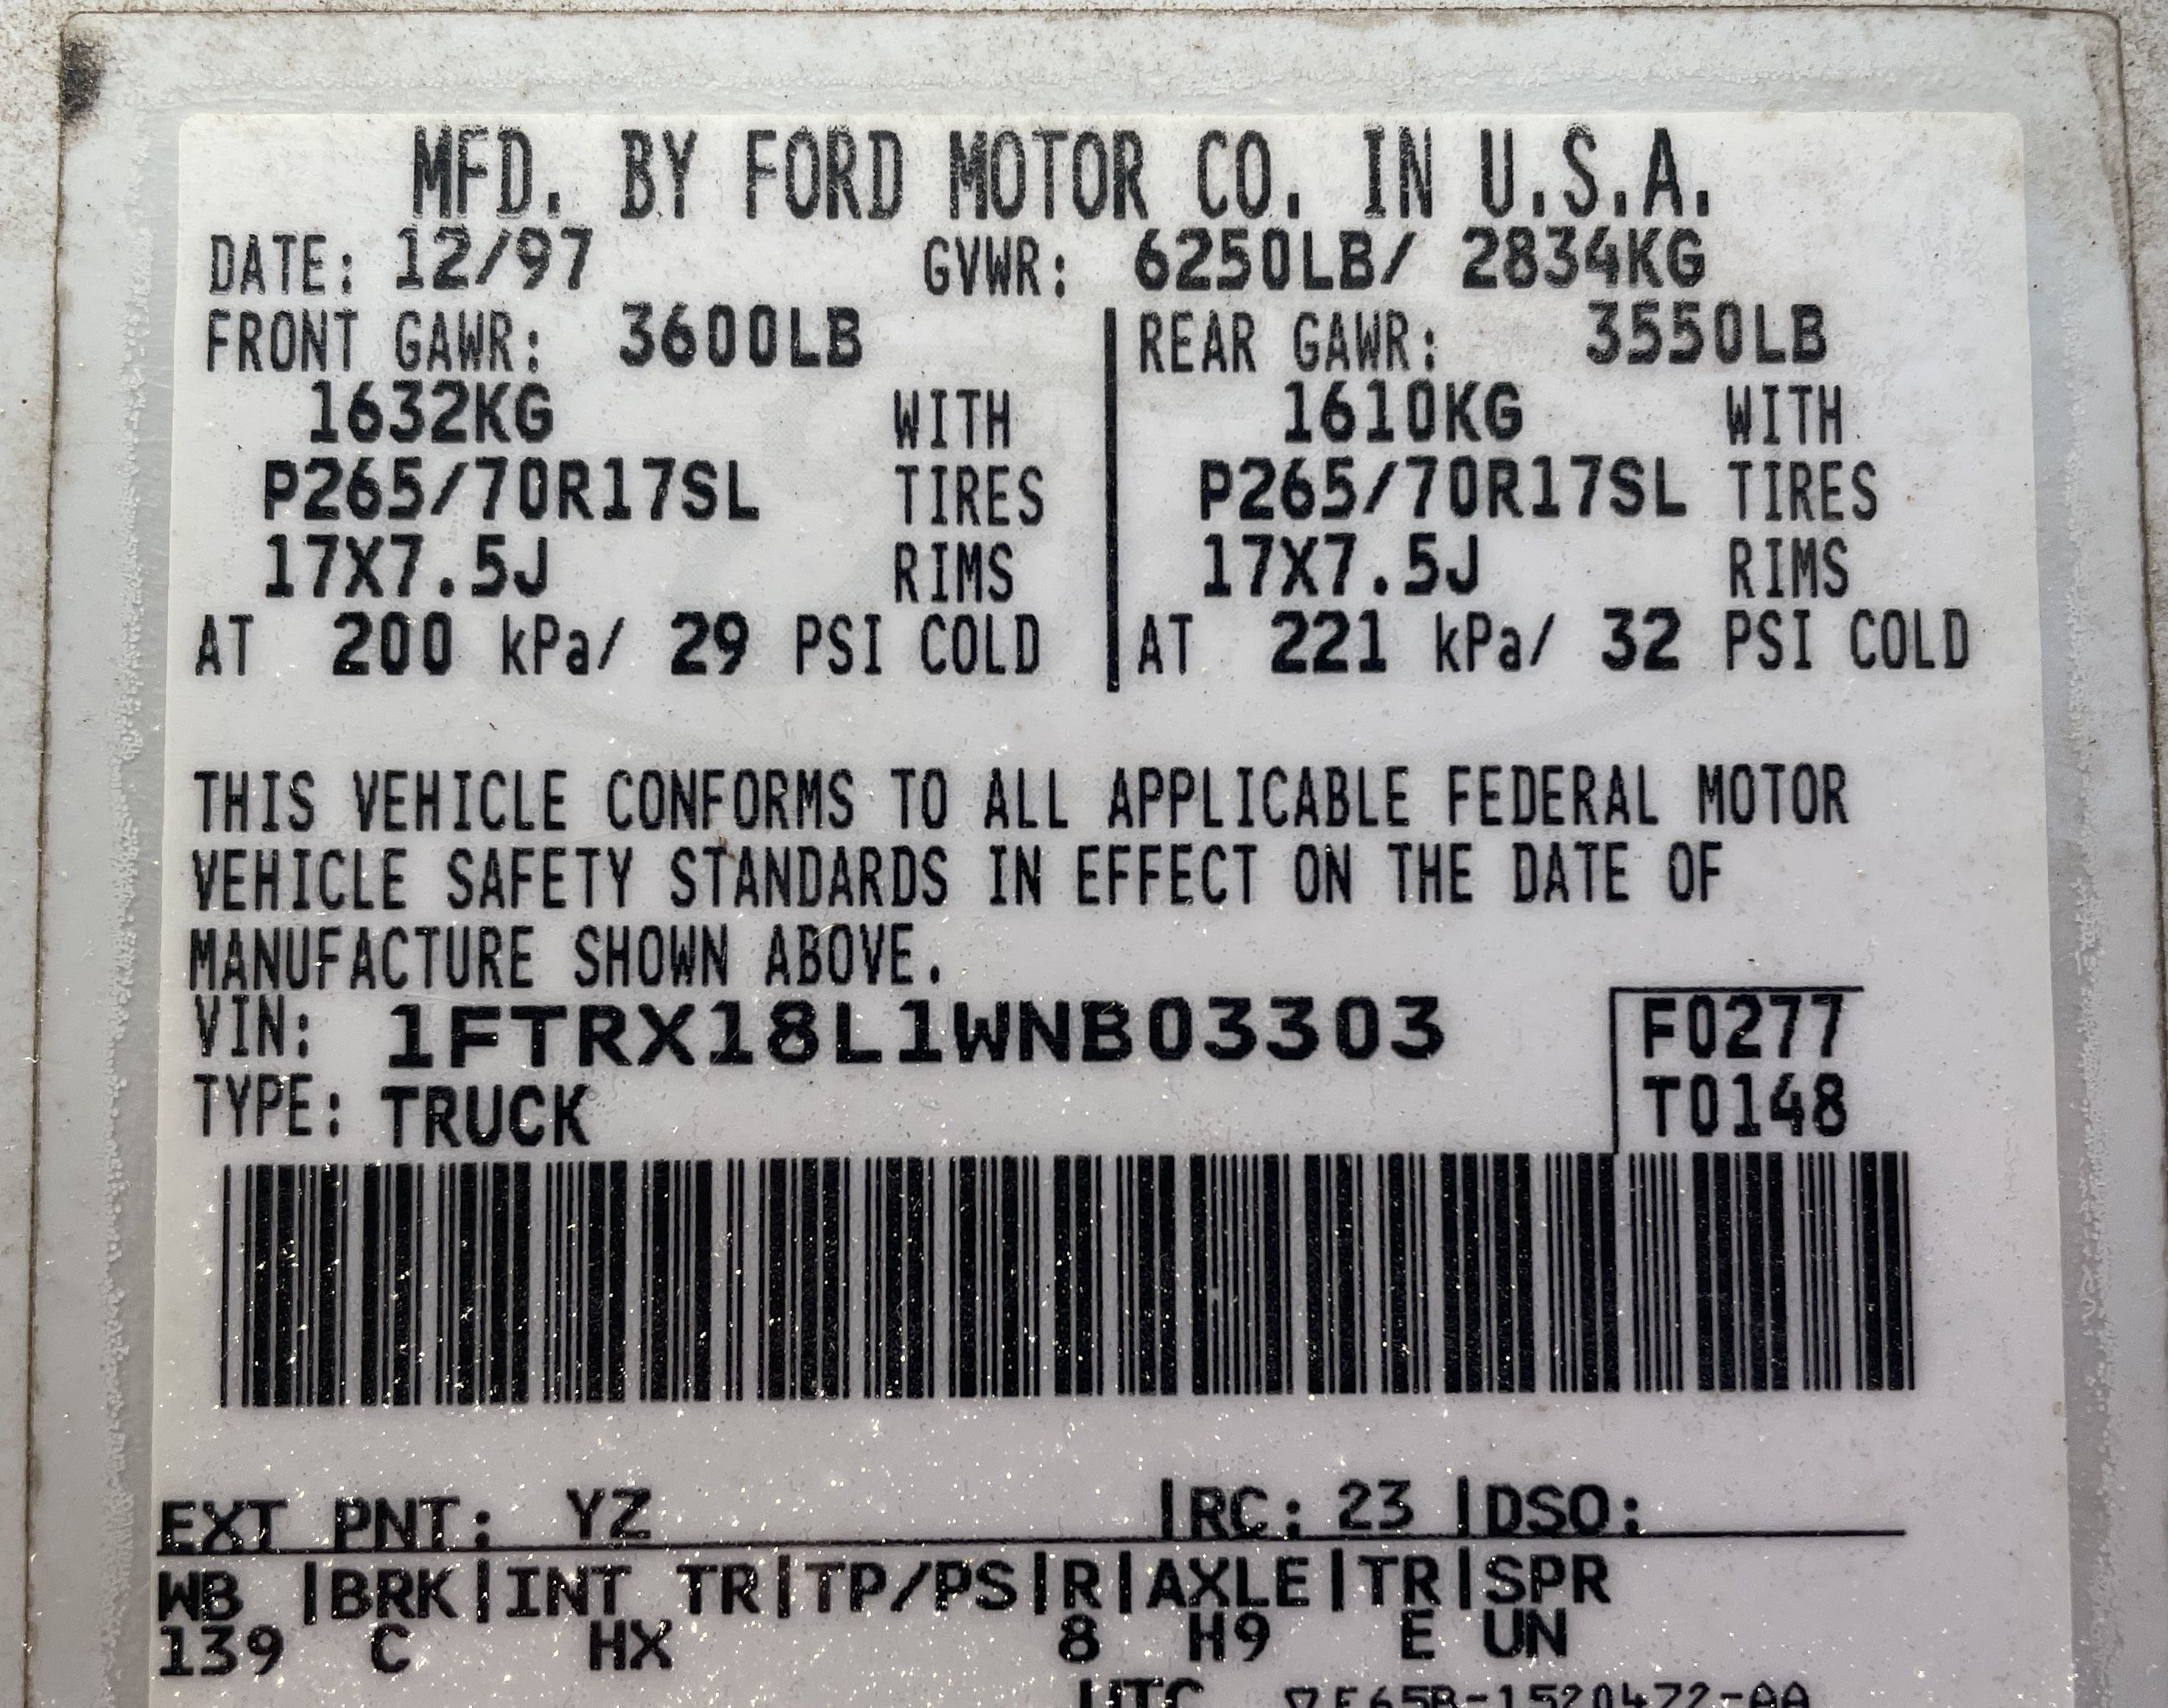 MFD. BY FORD MOTOR CO. IN U.S.A.
DATE: 12/97 GVWR: 6250LB/ 2834KG
FRONT GAWR: 3600LB REAR GAWR: 3550LB
1632KG WITH 1610KG WITH
P265/70R17SL TIRES P265/70R17SL TIRES
17X7.5J RIMS 17X7.5J RIMS
AT 200 kPa/ 29 PSI COLD AT 221 kPa/ 32 PSI COLD
THIS VEHICLE CONFORMS TO ALL APPLICABLE FEDERAL MOTOR
VEHICLE SAFETY STANDARDS IN EFFECT ON THE DATE OF
MANUFACTURE SHOWN ABOVE.
VIN: 1FTRX18L1WNB03303 F0277
TYPE: TRUCK T0148
EXT PNT: YZ |RC: 23 |DSO:
WB |BRK|INT TR|TP/PS|R|AXLE|TR|SPR
139 C HX 8 H9 E UN
UTC